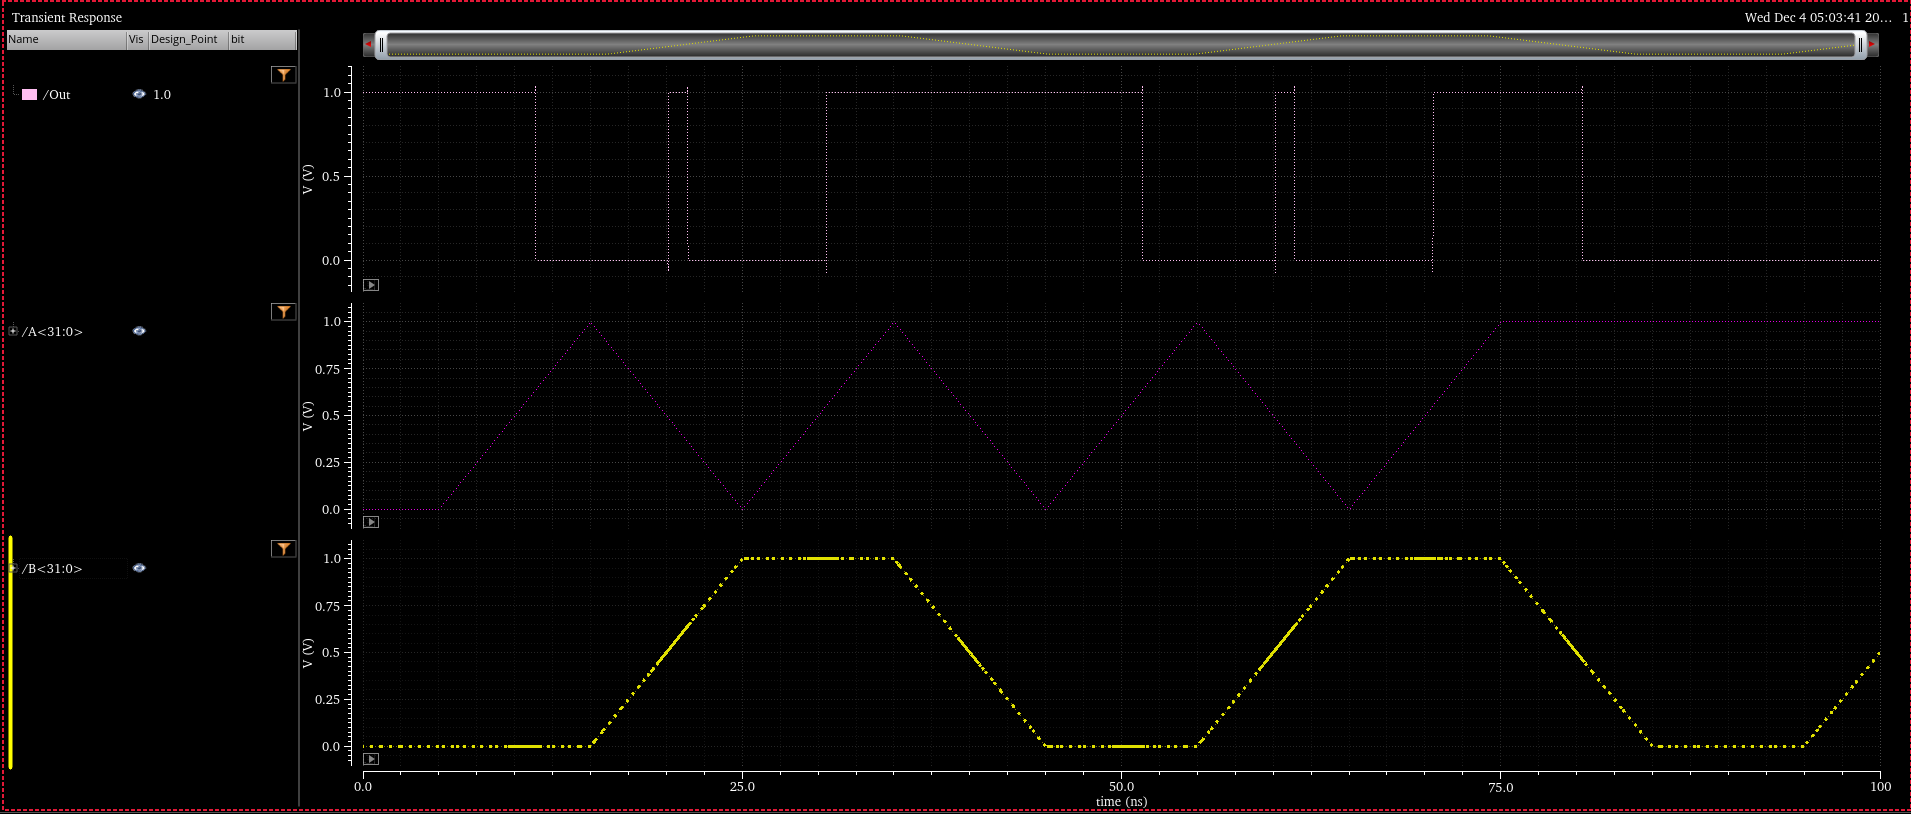 Transient Response
Wed Dec 4 05:03:41 20... 1
Name Vis Design_Point bit
/Out 1.0
1.0
V (V)
0.5
0.0
/A<31:0>
1.0
0.75
V (V)
0.5
0.25
0.0
/B<31:0>
1.0
0.75
V (V)
0.5
0.25
0.0
0.0 25.0 50.0 75.0 100
time (ns)